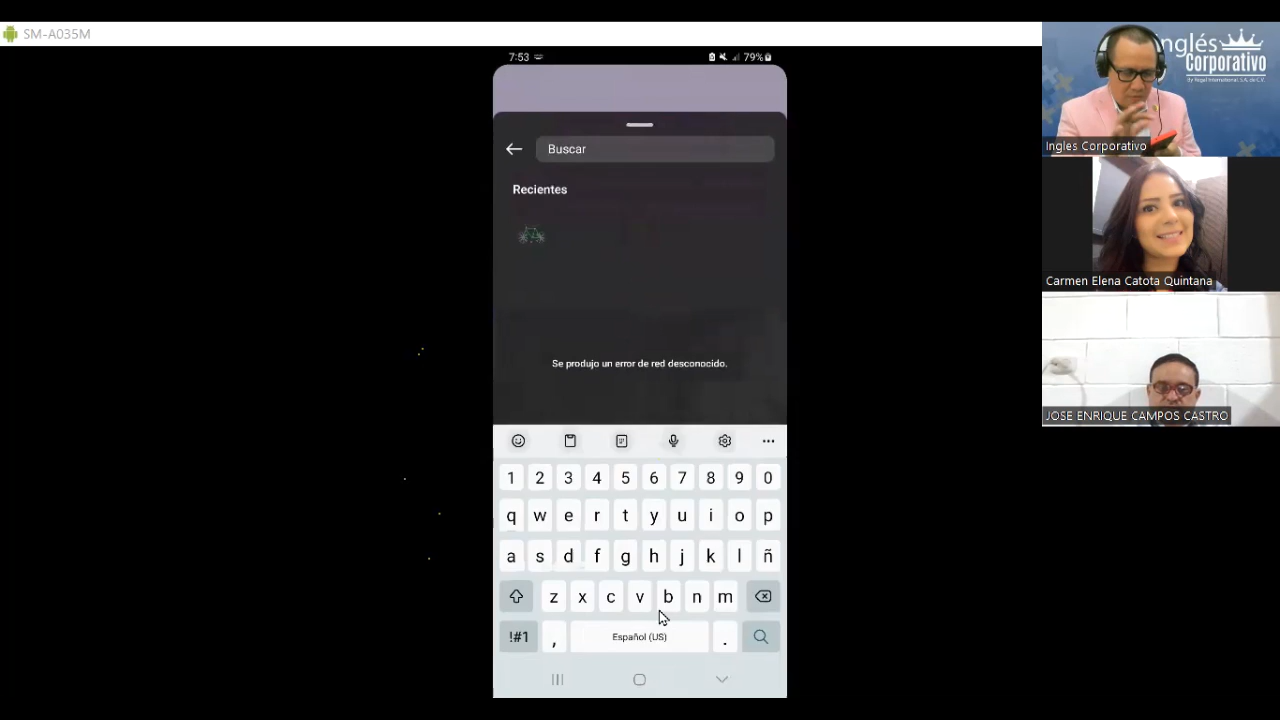 SM-A035M
7:53
79%
Buscar
Recientes
Se produjo un error de red desconocido.
1 2 3 4 5 6 7 8 9 0
q w e r t y u i o p
a s d f g h j k l ñ
z x c v b n m
!#1 , Español (US) .
inglés
Corporativo
Ingles Corporativo
Carmen Elena Catota Quintana
JOSE ENRIQUE CAMPOS CASTRO